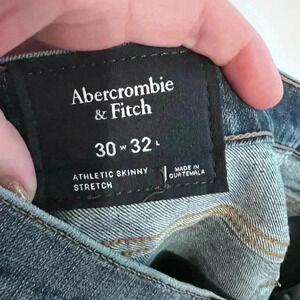 Abercrombie
& Fitch
30 W 32 L
ATHLETIC SKINNY
STRETCH
MADE IN
GUATEMALA